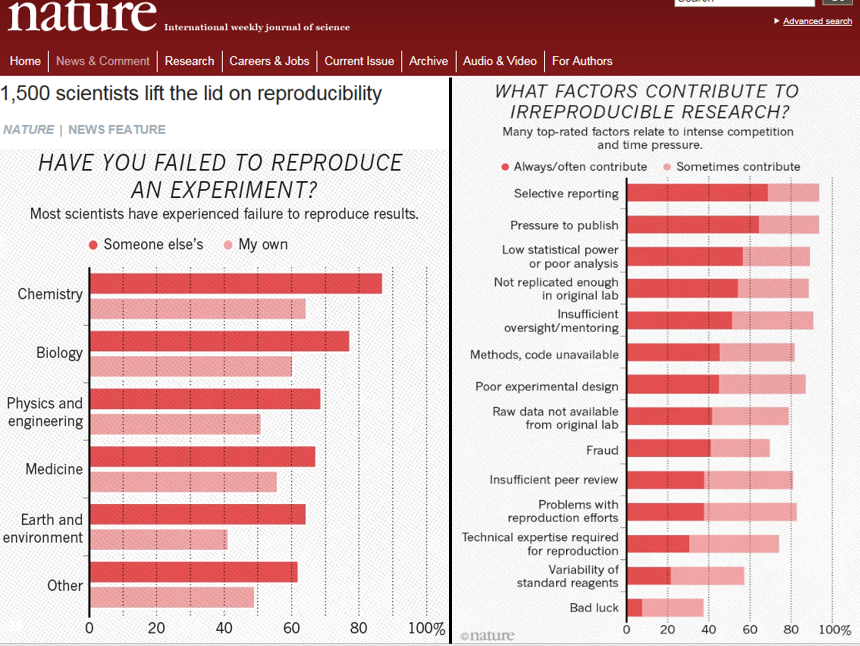 nature International weekly journal of science
Advanced search
Home News & Comment Research Careers & Jobs Current Issue Archive Audio & Video For Authors
1,500 scientists lift the lid on reproducibility
NATURE | NEWS FEATURE
HAVE YOU FAILED TO REPRODUCE
AN EXPERIMENT?
Most scientists have experienced failure to reproduce results.
Someone else's My own
Chemistry
Biology
Physics and
engineering
Medicine
Earth and
environment
Other
0 20 40 60 80 100%
WHAT FACTORS CONTRIBUTE TO
IRREPRODUCIBLE RESEARCH?
Many top-rated factors relate to intense competition
and time pressure.
Always/often contribute Sometimes contribute
Selective reporting
Pressure to publish
Low statistical power
or poor analysis
Not replicated enough
in original lab
Insufficient
oversight/mentoring
Methods, code unavailable
Poor experimental design
Raw data not available
from original lab
Fraud
Insufficient peer review
Problems with
reproduction efforts
Technical expertise required
for reproduction
Variability of
standard reagents
Bad luck
0 20 40 60 80 100%
©nature